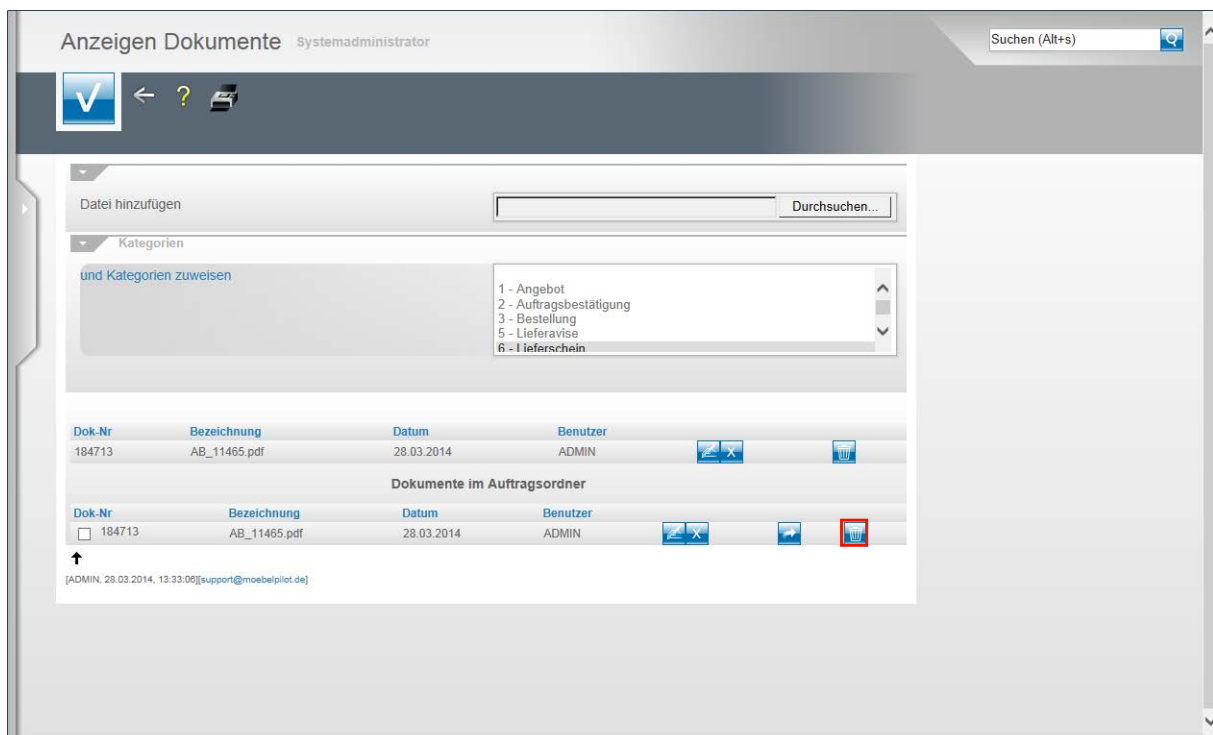 Anzeigen Dokumente Systemadministrator
Suchen (Alt+s)
?
Datei hinzufügen
Durchsuchen...
Kategorien
und Kategorien zuweisen
1 - Angebot
2 - Auftragsbestätigung
3 - Bestellung
5 - Lieferavise
6 - Lieferschein
Dok-Nr Bezeichnung Datum Benutzer
184713 AB_11465.pdf 28.03.2014 ADMIN X
Dokumente im Auftragsordner
Dok-Nr Bezeichnung Datum Benutzer
184713 AB_11465.pdf 28.03.2014 ADMIN X
[ADMIN, 28.03.2014, 13:33:06][support@moebelpilot.de]